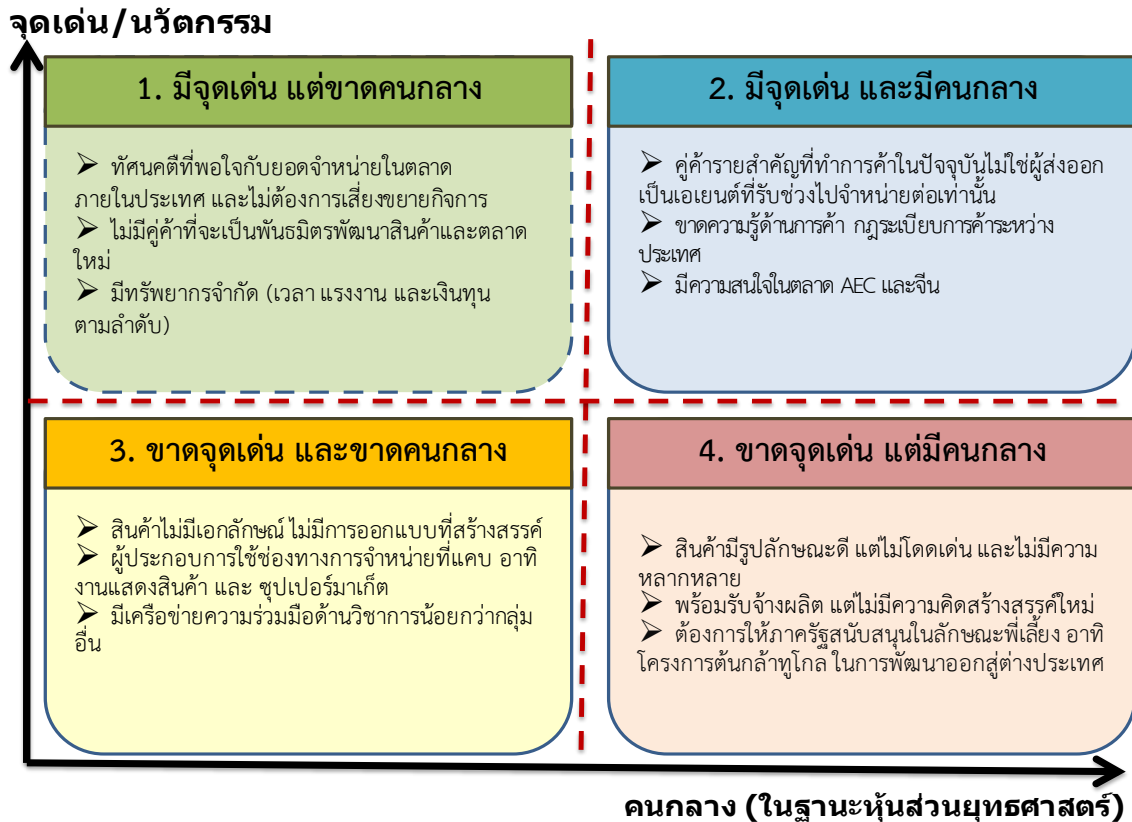 จุดเด่น/นวัตกรรม
1. มีจุดเด่น แต่ขาดคนกลาง
➤ ทัศนคตืที่พอใจกับยอดจำหน่ายในตลาด
ภายในประเทศ และไม่ต้องการเสี่ยงขยายกิจการ
➤ ไม่มีคู่ค้าที่จะเป็นพันธมิตรพัฒนาสินค้าและตลาด
ใหม่
➤ มีทรัพยากรจำกัด (เวลา แรงงาน และเงินทุน
ตามลำดับ)
2. มีจุดเด่น และมีคนกลาง
➤ คู่ค้ารายสำคัญที่ทำการค้าในปัจจุบันไม่ใช่ผู้ส่งออก
เป็นเอเยนต์ที่รับช่วงไปจำหน่ายต่อเท่านั้น
➤ ขาดความรู้ด้านการค้า กฎระเบียบการค้าระหว่าง
ประเทศ
➤ มีความสนใจในตลาด AEC และจีน
3. ขาดจุดเด่น และขาดคนกลาง
➤ สินค้าไม่มีเอกลักษณ์ ไม่มีการออกแบบที่สร้างสรรค์
➤ ผู้ประกอบการใช้ช่องทางการจำหน่ายที่แคบ อาทิ
งานแสดงสินค้า และ ซุปเปอร์มาเก็ต
➤ มีเครือข่ายความร่วมมือด้านวิชาการน้อยกว่ากลุ่ม
อื่น
4. ขาดจุดเด่น แต่มีคนกลาง
➤ สินค้ามีรูปลักษณะดี แต่ไม่โดดเด่น และไม่มีความ
หลากหลาย
➤ พร้อมรับจ้างผลิต แต่ไม่มีความคิดสร้างสรรค์ใหม่
➤ ต้องการให้ภาครัฐสนับสนุนในลักษณะพี่เลี้ยง อาทิ
โครงการต้นกล้าทูโกล ในการพัฒนาออกสู่ต่างประเทศ
คนกลาง (ในฐานะหุ้นส่วนยุทธศาสตร์)